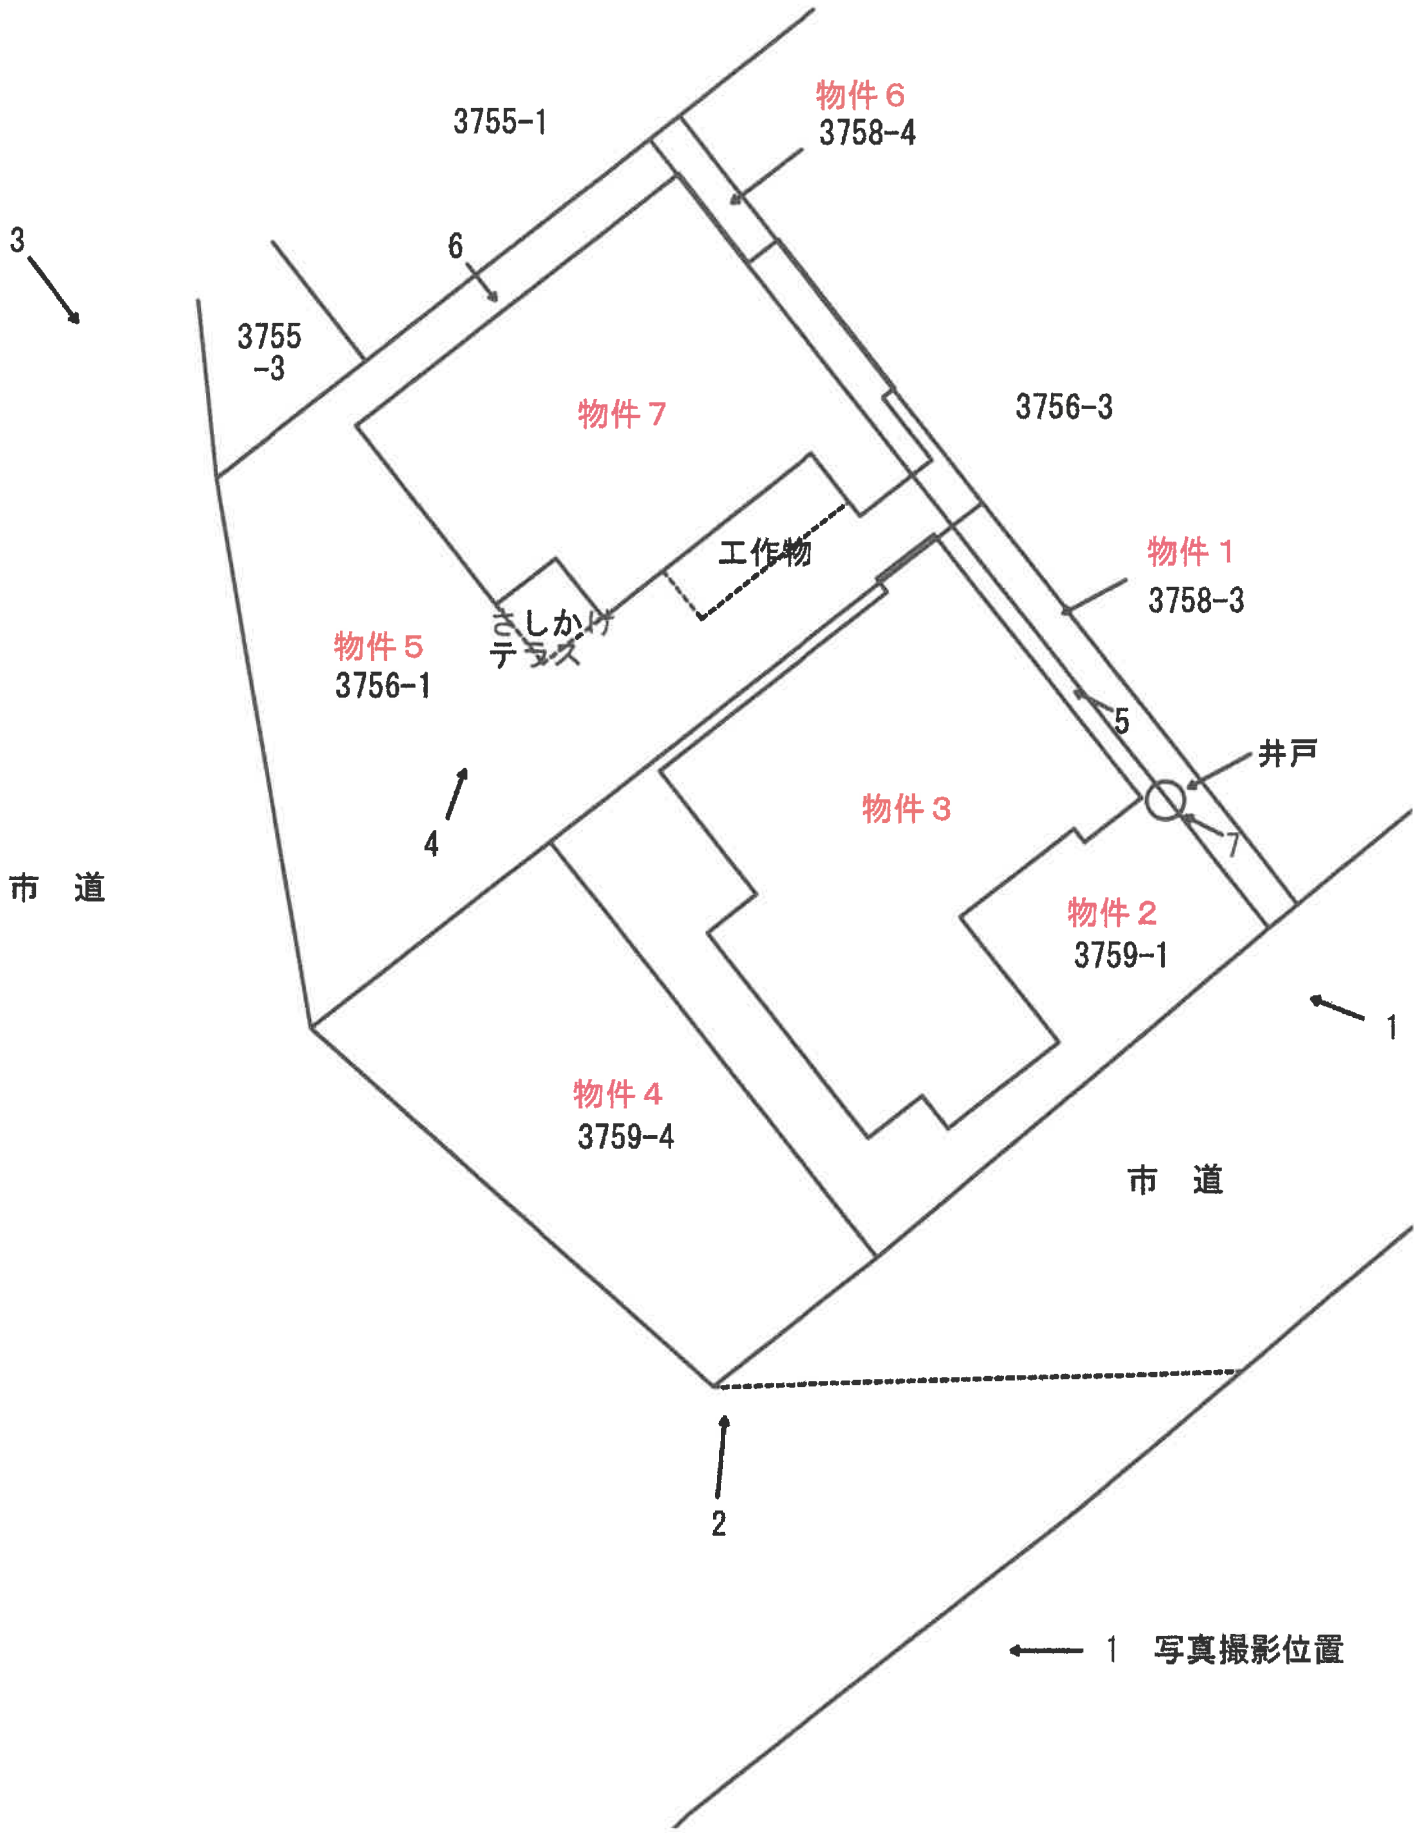 物件６
3755-1
3758-4
3
6
3755
-3
物件７
3756-3
物件１
工作物
3758-3
さしかけ
テラス
物件５
3756-1
5
井戸
物件３
4
7
市　道
物件２
3759-1
1
物件４
3759-4
市　道
2
1　写真撮影位置